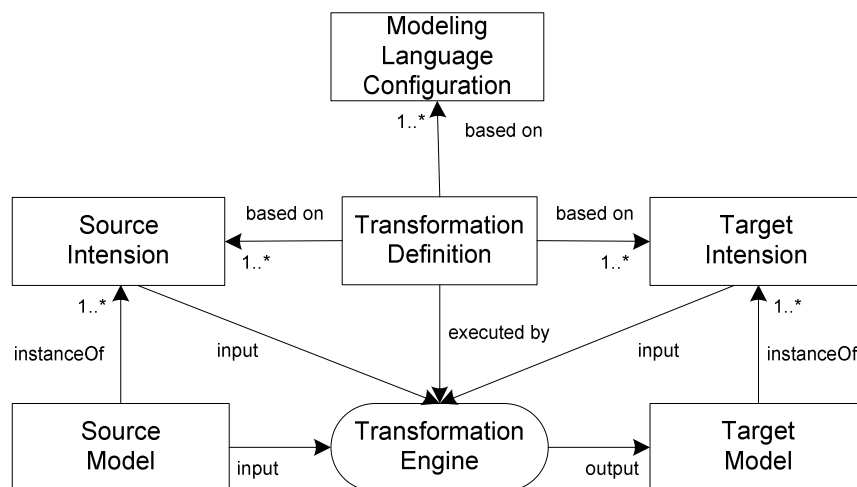 Modeling
Language
Configuration
1..*
based on
Source
Intension
based on
1..*
Transformation
Definition
based on
1..*
Target
Intension
1..*
1..*
instanceOf
input
executed by
input
instanceOf
Source
Model
input
Transformation
Engine
output
Target
Model